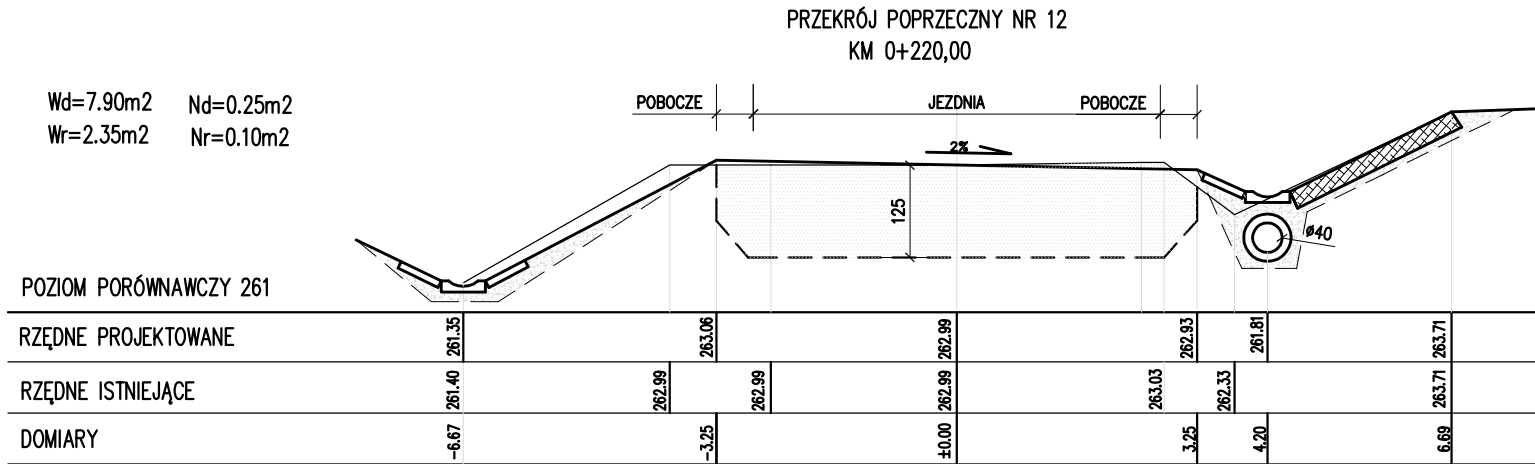 PRZEKRÓJ POPRZECZNY NR 12
KM 0+220,00
Wd=7.90m2 Nd=0.25m2
Wr=2.35m2 Nr=0.10m2
POBOCZE JEZDNIA POBOCZE
2%
125
ø40
POZIOM PORÓWNAWCZY 261
RZĘDNE PROJEKTOWANE 261.35 263.06 262.99 262.93 261.81 263.71
RZĘDNE ISTNIEJĄCE 261.40 262.99 262.99 262.99 263.03 262.33 263.71
DOMIARY -6.67 -3.25 ±0.00 3.25 4.20 6.69